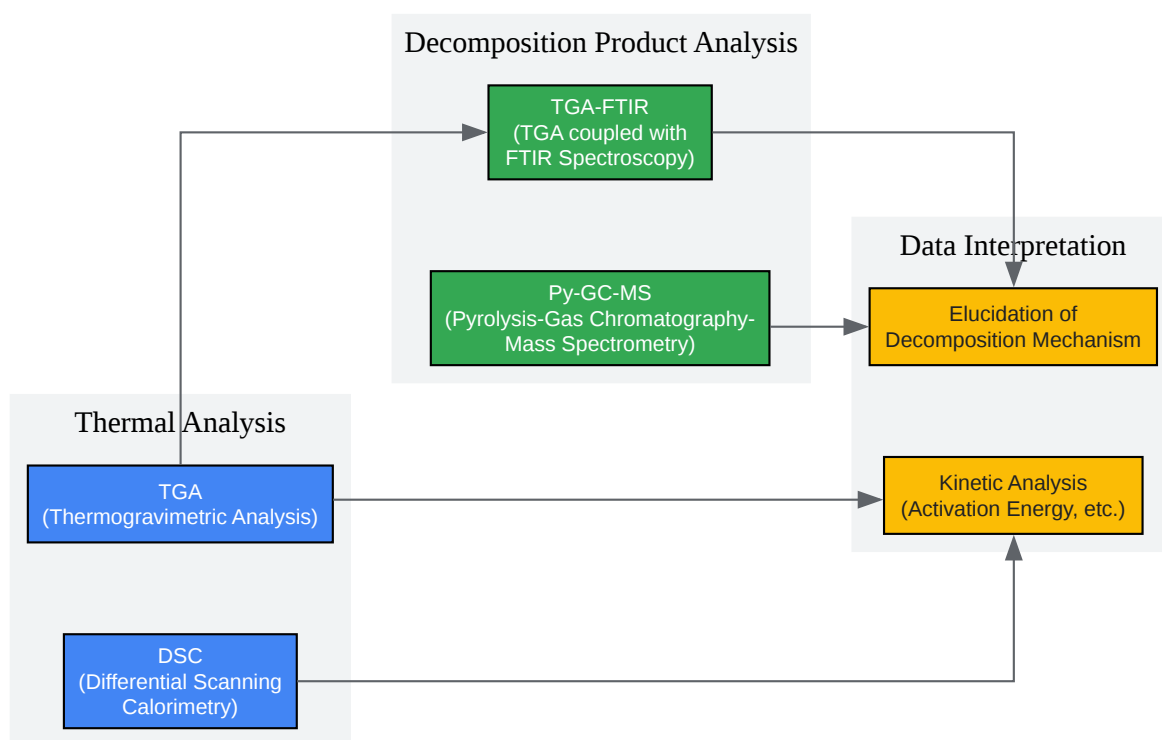 Decomposition Product Analysis
TGA-FTIR
(TGA coupled with
FTIR Spectroscopy)
Py-GC-MS
(Pyrolysis-Gas Chromatography-
Mass Spectrometry)
Data Interpretation
Elucidation of
Decomposition Mechanism
Kinetic Analysis
(Activation Energy, etc.)
Thermal Analysis
TGA
(Thermogravimetric Analysis)
DSC
(Differential Scanning
Calorimetry)